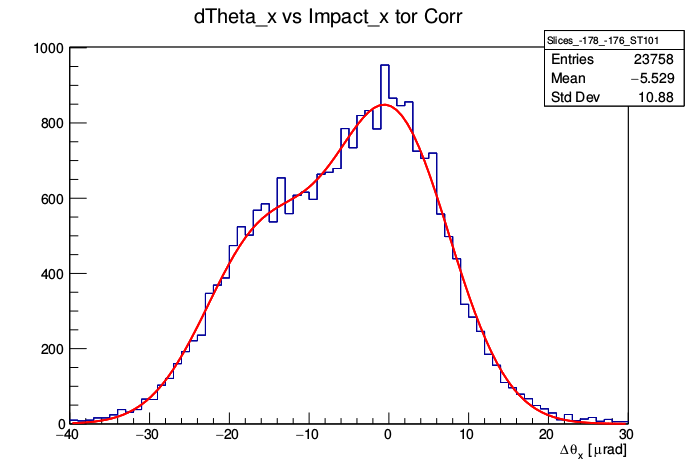 dTheta_x vs Impact_x tor Corr
Slices_-178_-176_ST101
Entries 23758
Mean −5.529
Std Dev 10.88
1000
800
600
400
200
0
−40 −30 −20 −10 0 10 20 30
Δθx [μrad]